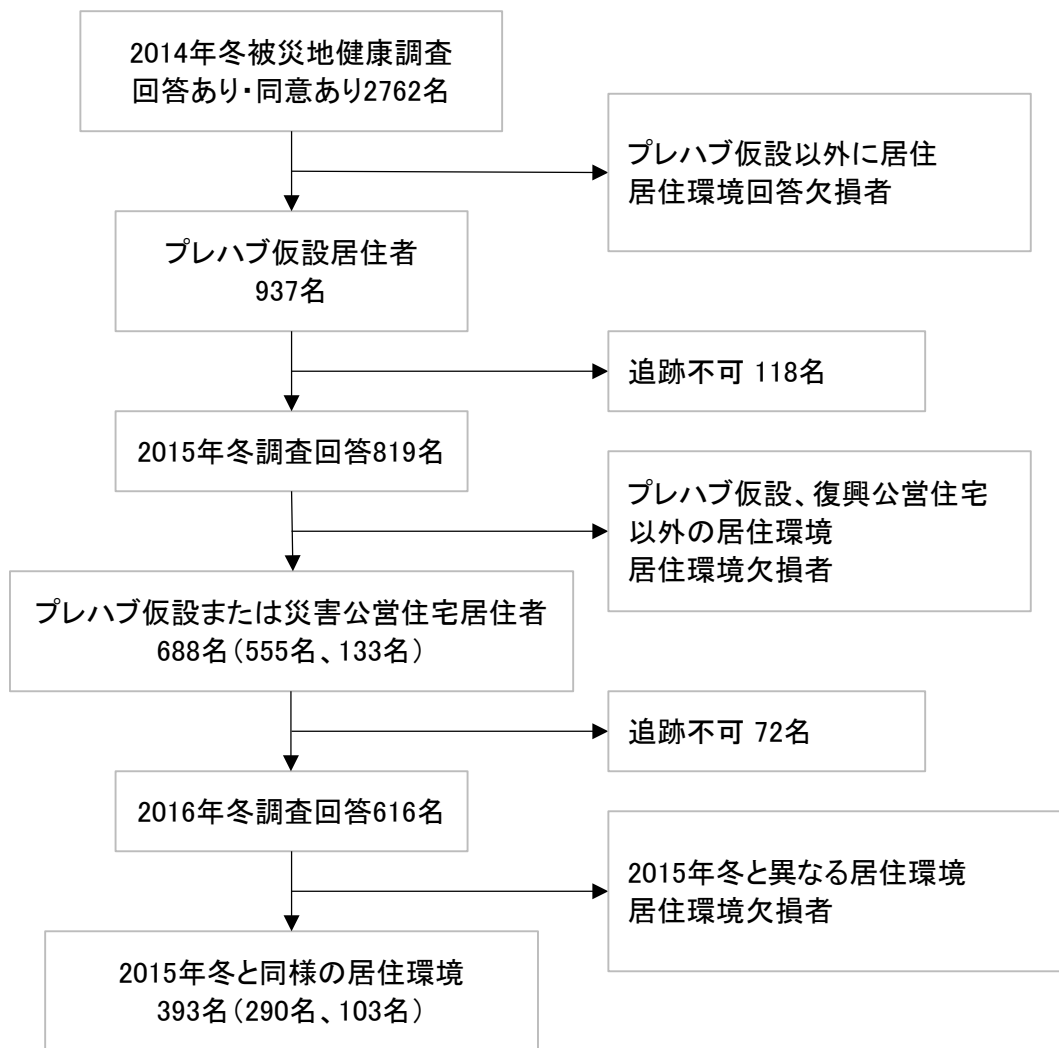 2014年冬被災地健康調査
回答あり・同意あり2762名
プレハブ仮設以外に居住
居住環境回答欠損者
プレハブ仮設居住者
937名
追跡不可 118名
2015年冬調査回答819名
プレハブ仮設、復興公営住宅
以外の居住環境
居住環境欠損者
プレハブ仮設または災害公営住宅居住者
688名（555名、133名）
追跡不可 72名
2016年冬調査回答616名
2015年冬と異なる居住環境
居住環境欠損者
2015年冬と同様の居住環境
393名（290名、103名）